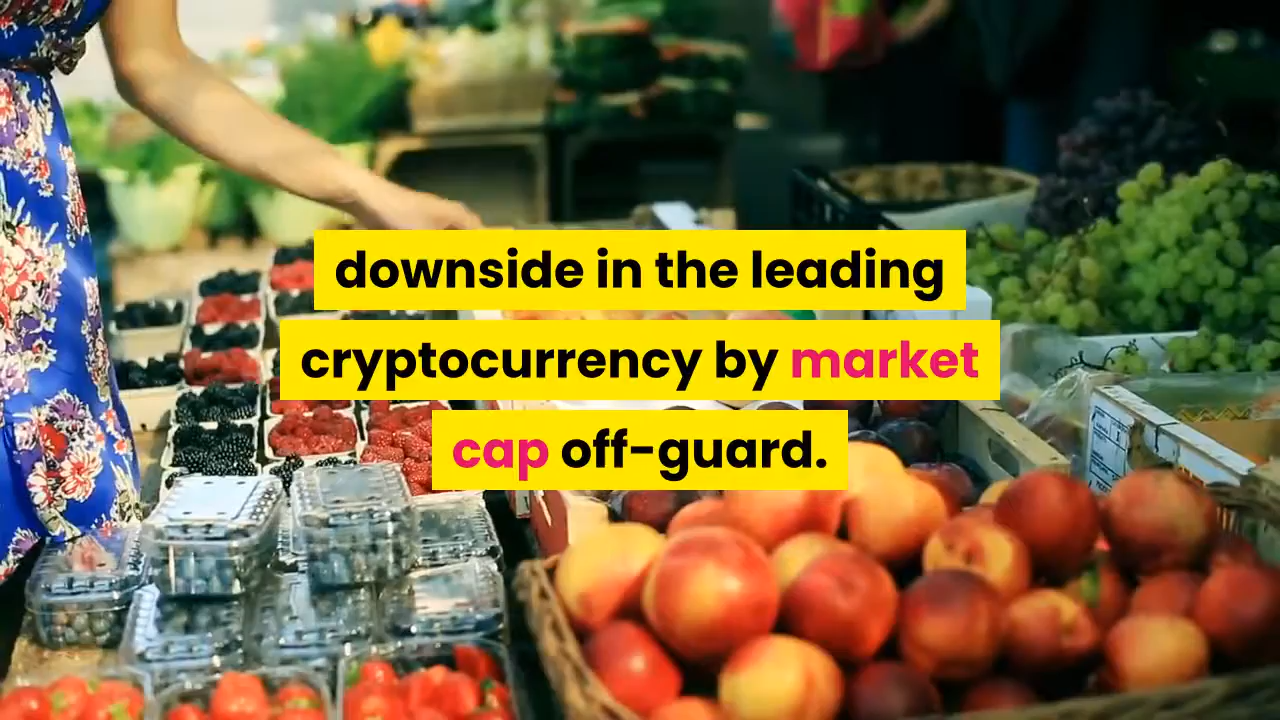 downside in the leading
cryptocurrency by market
cap off-guard.